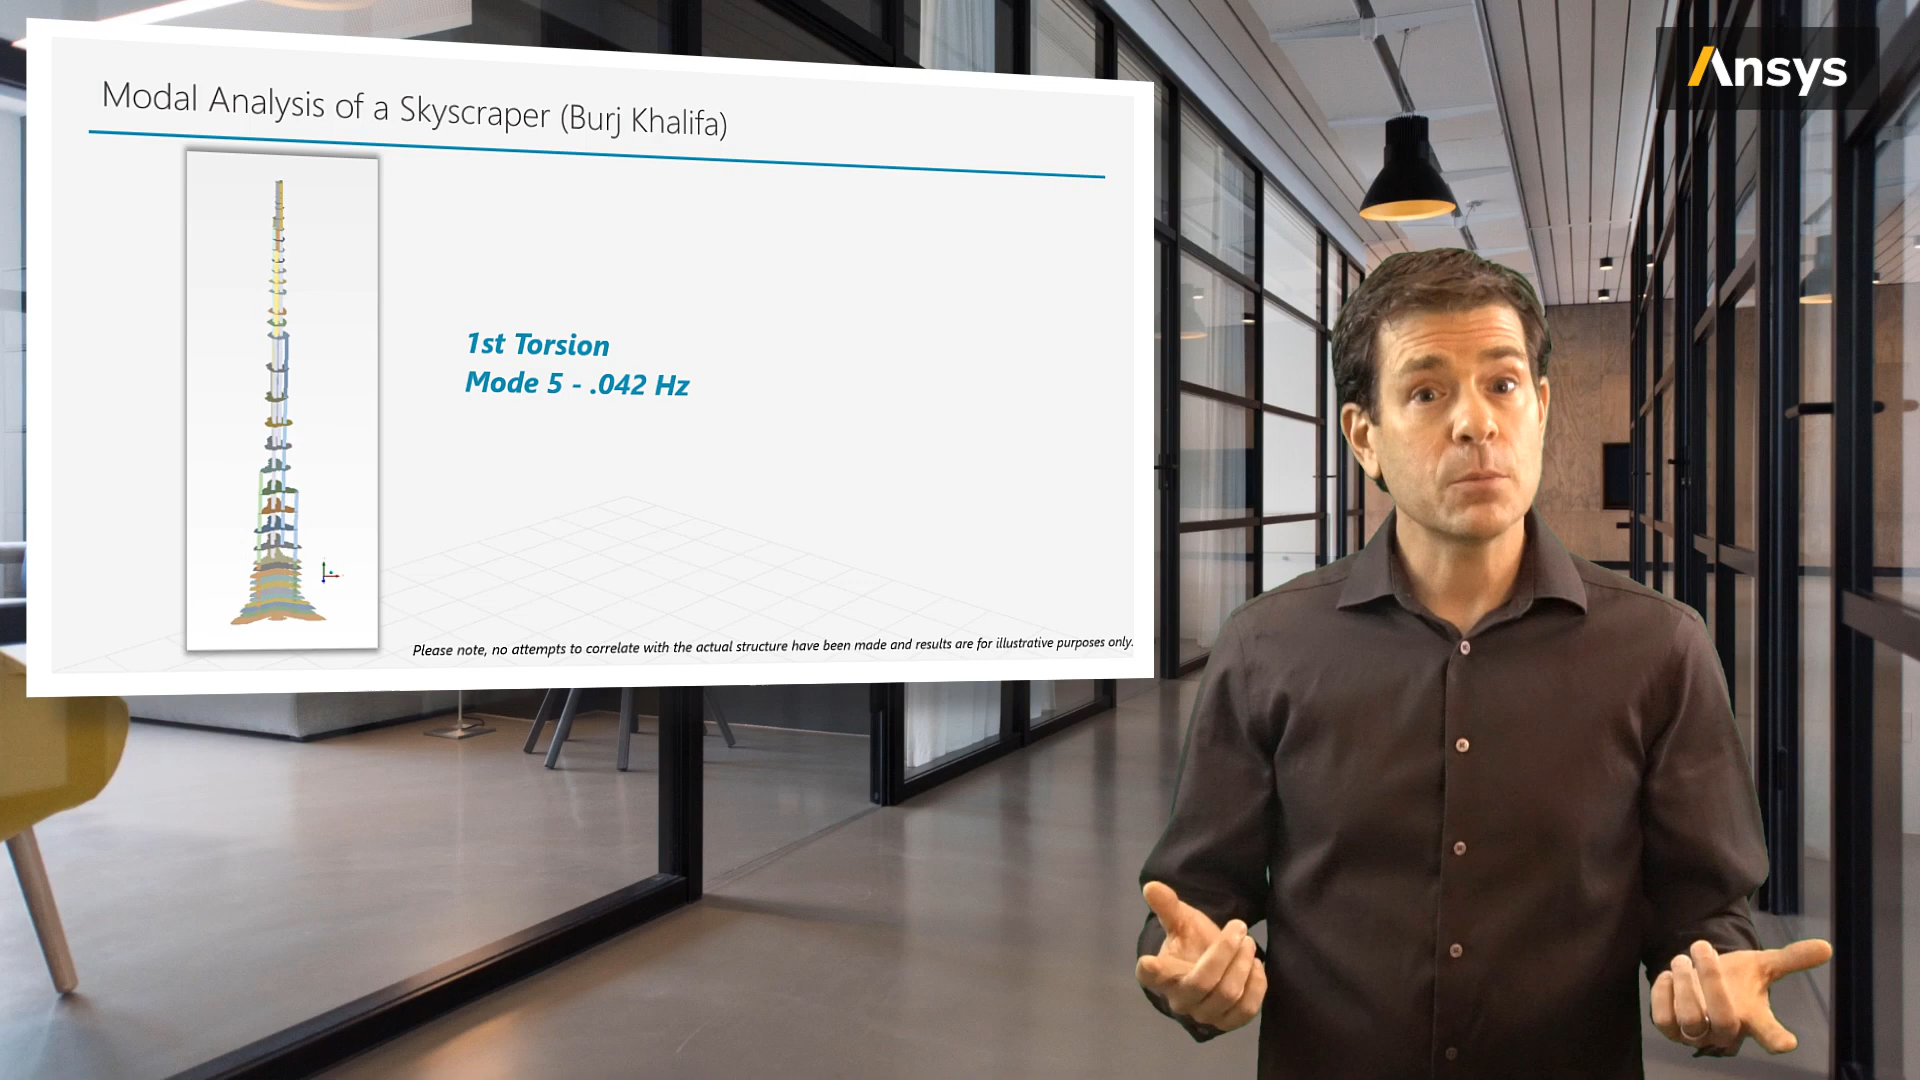 Modal Analysis of a Skyscraper (Burj Khalifa)
Ansys
1st Torsion
Mode 5 - .042 Hz
Please note, no attempts to correlate with the actual structure have been made and results are for illustrative purposes only.